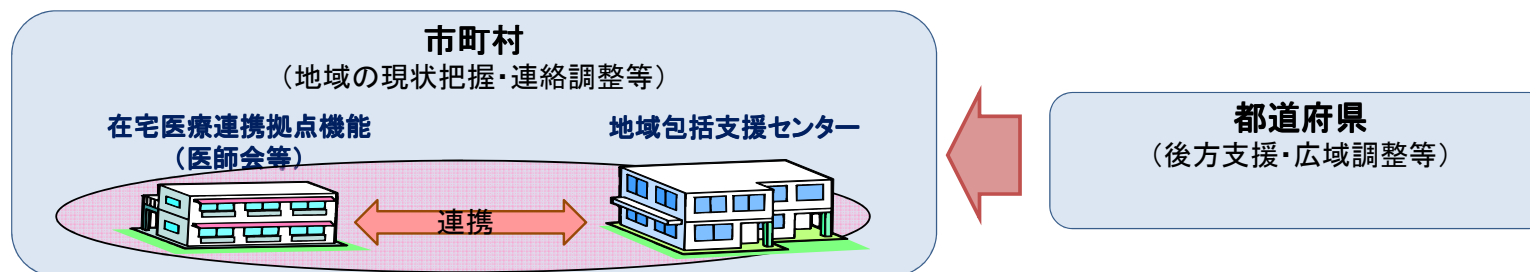 市町村
（地域の現状把握・連絡調整等）
在宅医療連携拠点機能
（医師会等）
地域包括支援センター
連携
都道府県
（後方支援・広域調整等）